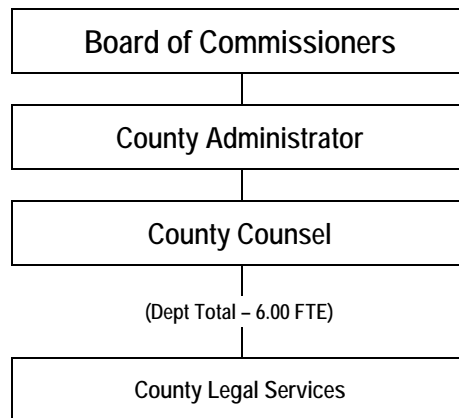 Board of Commissioners
County Administrator
County Counsel
(Dept Total – 6.00 FTE)
County Legal Services